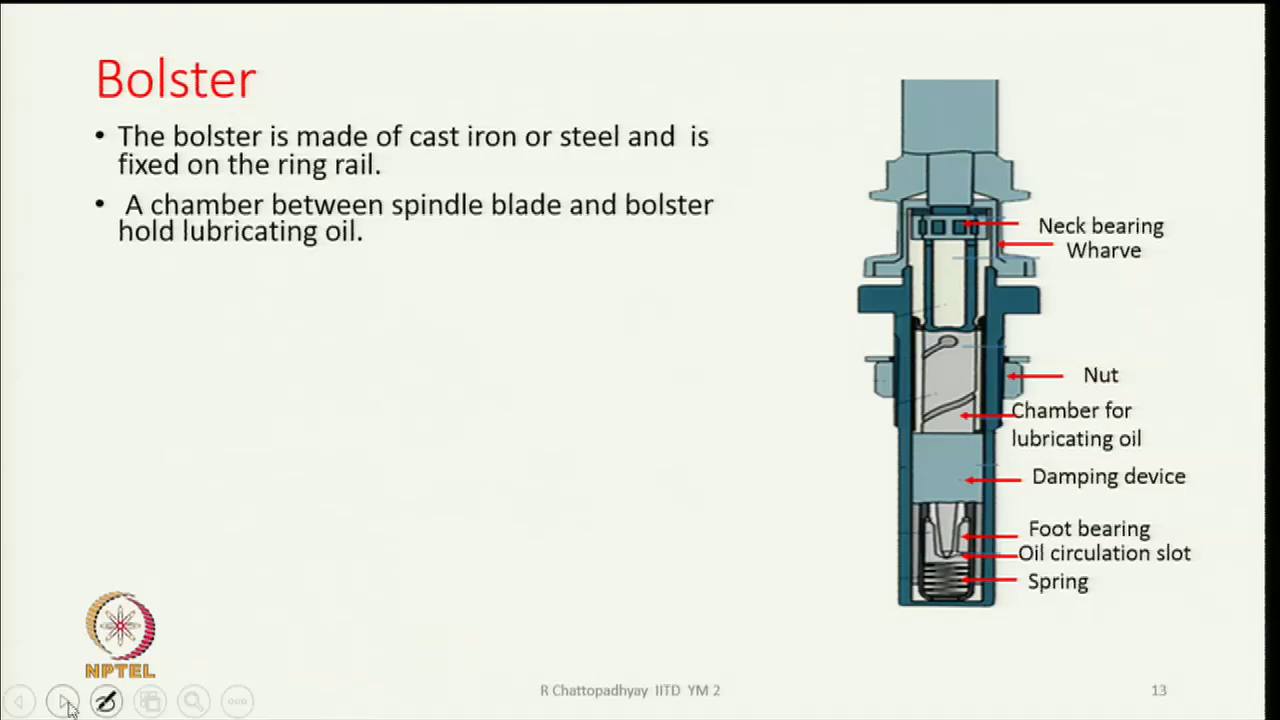 Bolster
• The bolster is made of cast iron or steel and is
fixed on the ring rail.
• A chamber between spindle blade and bolster
hold lubricating oil.
Neck bearing
Wharve
Nut
Chamber for
lubricating oil
Damping device
Foot bearing
Oil circulation slot
Spring
NPTEL
R Chattopadhyay IITD YM 2
13